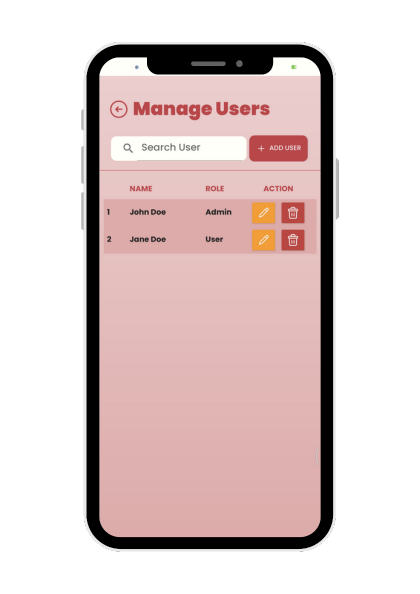 Manage Users
Search User
+ ADD USER
NAME ROLE ACTION
1 John Doe Admin
2 Jane Doe User